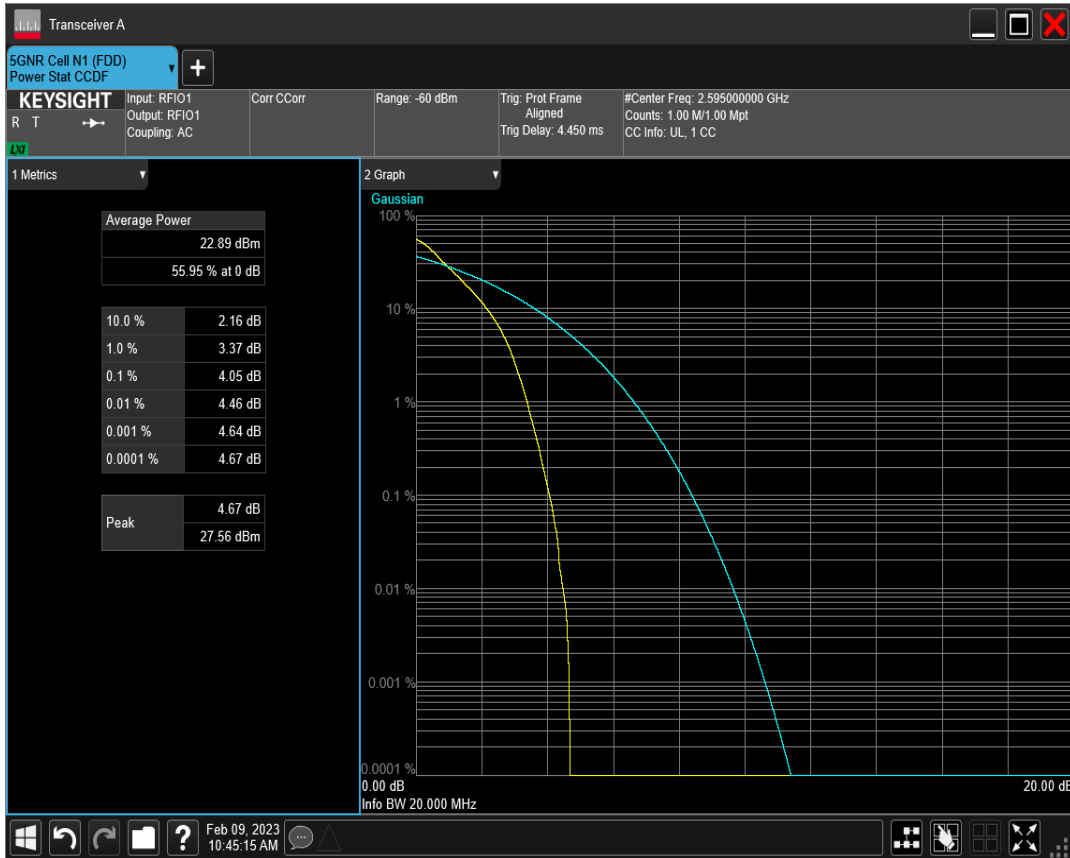 Transceiver A
5GNR Cell N1 (FDD)
Power Stat CCDF
+
KEYSIGHT
R T
LXI
Input: RFIO1
Output: RFIO1
Coupling: AC
Corr CCorr
Range: -60 dBm
Trig: Prot Frame
Aligned
Trig Delay: 4.450 ms
#Center Freq: 2.595000000 GHz
Counts: 1.00 M/1.00 Mpt
CC Info: UL, 1 CC
1 Metrics
Average Power
22.89 dBm
55.95 % at 0 dB
10.0 % 2.16 dB
1.0 % 3.37 dB
0.1 % 4.05 dB
0.01 % 4.46 dB
0.001 % 4.64 dB
0.0001 % 4.67 dB
Peak
4.67 dB
27.56 dBm
2 Graph
Gaussian
100 %
10 %
1 %
0.1 %
0.01 %
0.001 %
0.0001 %
0.00 dB 20.00 dB
Info BW 20.000 MHz
?
Feb 09, 2023
10:45:15 AM